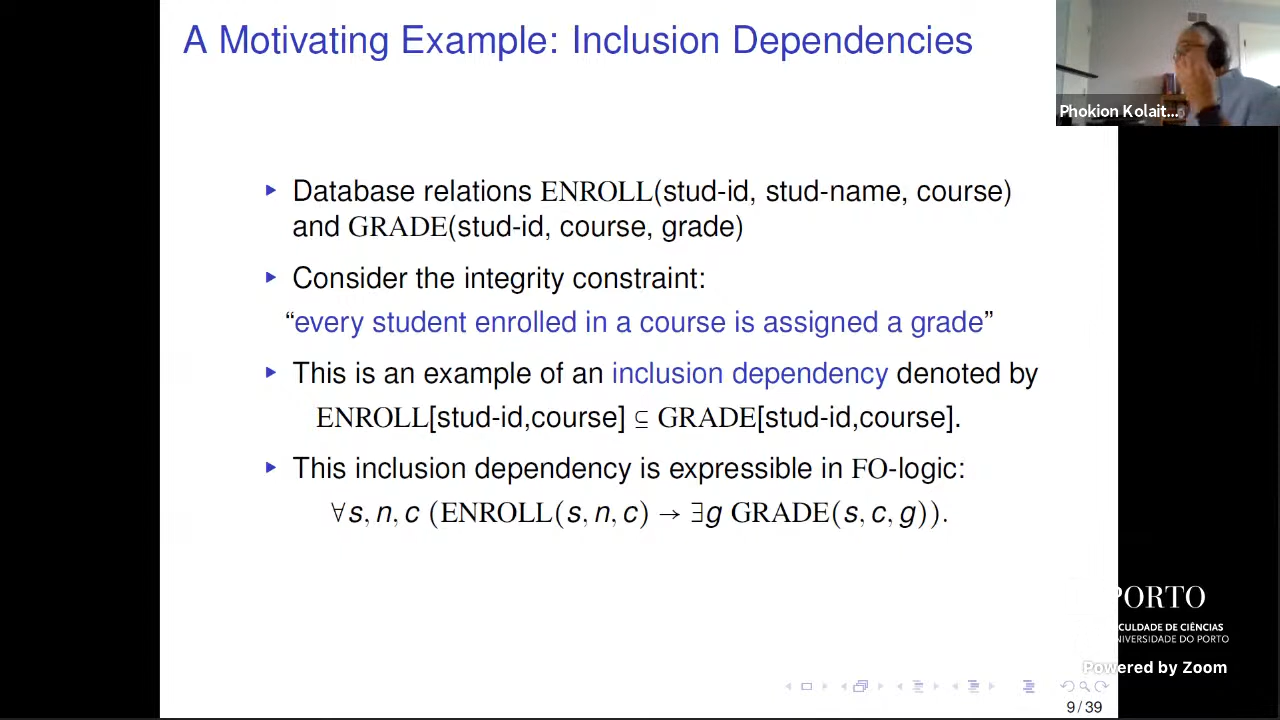 A Motivating Example: Inclusion Dependencies
Phokion Kolait...
Database relations ENROLL(stud-id, stud-name, course)
and GRADE(stud-id, course, grade)
Consider the integrity constraint:
“every student enrolled in a course is assigned a grade”
This is an example of an inclusion dependency denoted by
ENROLL[stud-id,course] ⊆ GRADE[stud-id,course].
This inclusion dependency is expressible in FO-logic:
∀s, n, c (ENROLL(s, n, c) → ∃g GRADE(s, c, g)).
PORTO
CULDADE DE CIÊNCIAS
NIVERSIDADE DO PORTO
Powered by Zoom
9/39